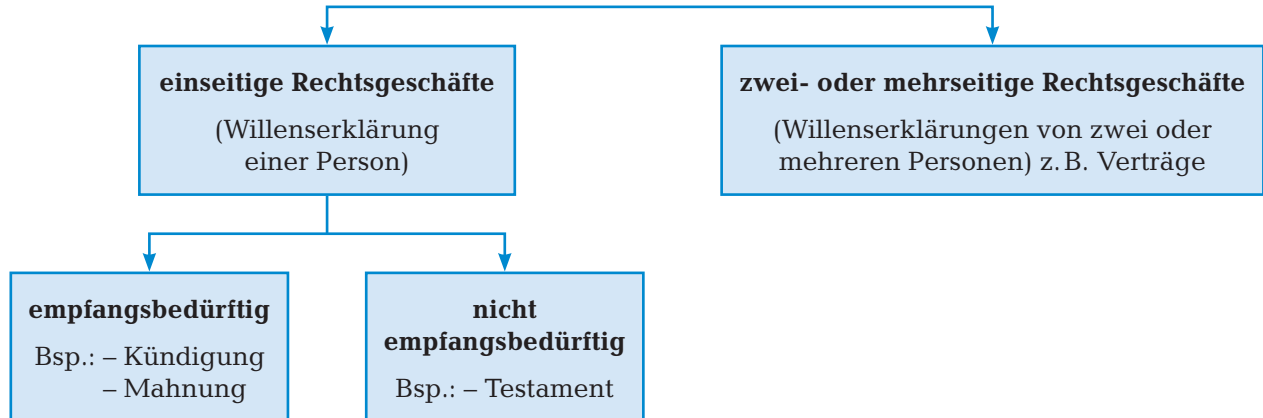 einseitige Rechtsgeschäfte
(Willenserklärung
einer Person)
zwei- oder mehrseitige Rechtsgeschäfte
(Willenserklärungen von zwei oder
mehreren Personen) z. B. Verträge
empfangsbedürftig
Bsp.: – Kündigung
– Mahnung
nicht
empfangsbedürftig
Bsp.: – Testament